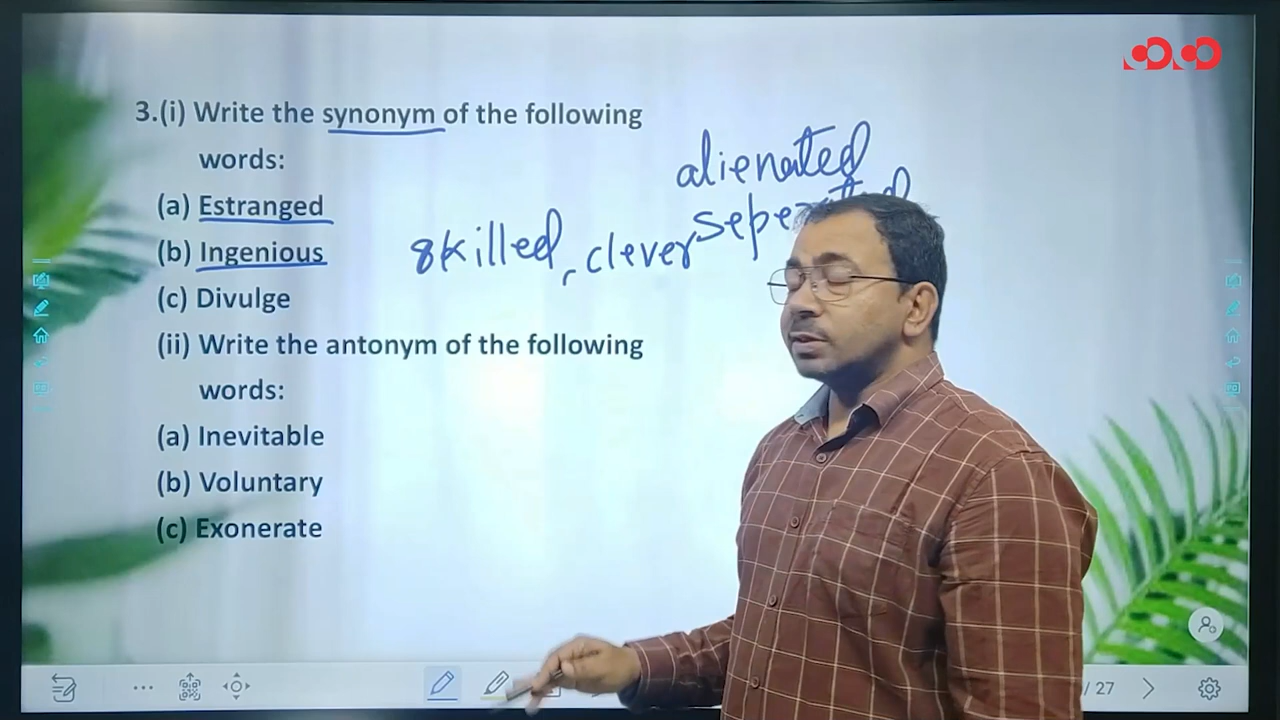 3.(i) Write the synonym of the following
words:
alienated
(a) Estranged
(b) Ingenious
skilled, clever
(c) Divulge
(ii) Write the antonym of the following
words:
(a) Inevitable
(b) Voluntary
(c) Exonerate
/ 27